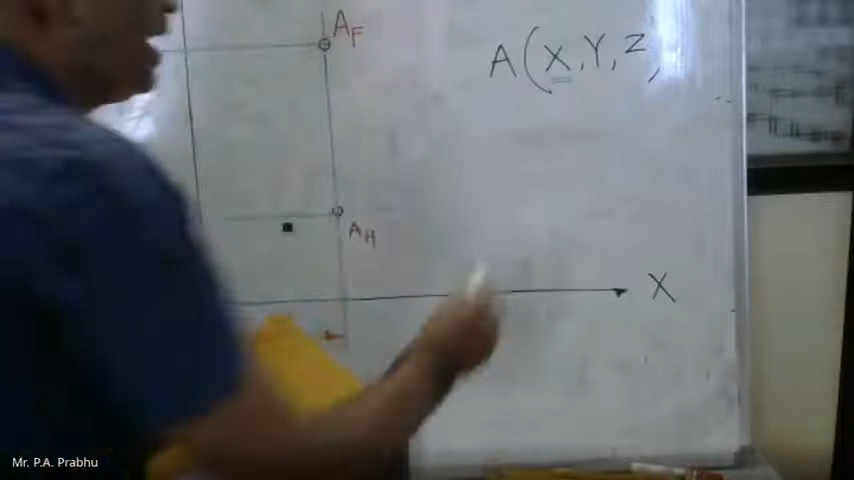 A_F
A(X,Y,Z,
A_H
X
Mr. P.A. Prabhu